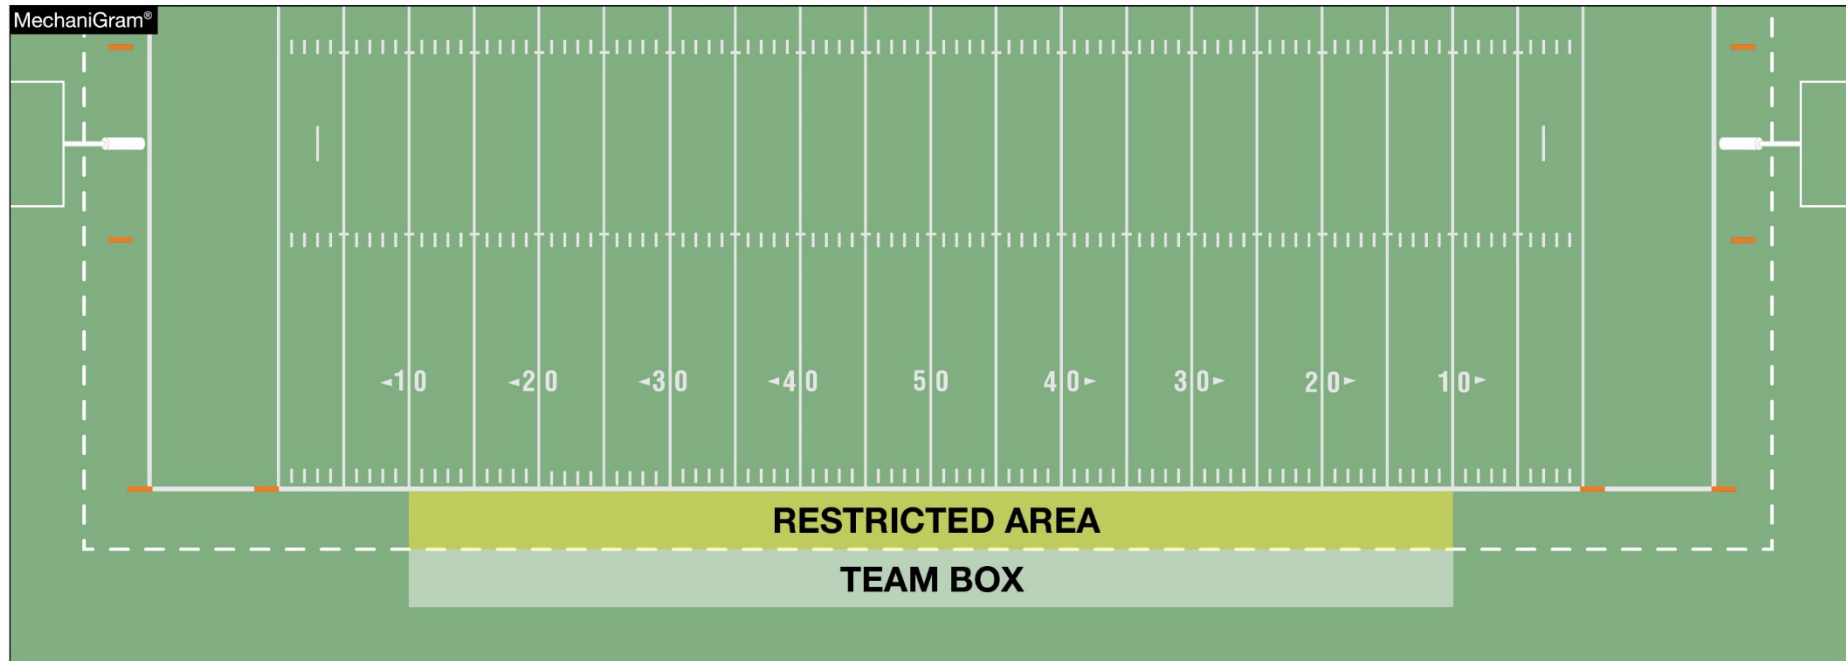 MechaniGram®
◄10 ◄20 ◄30 ◄40 50 40► 30► 20► 10►
RESTRICTED AREA
TEAM BOX